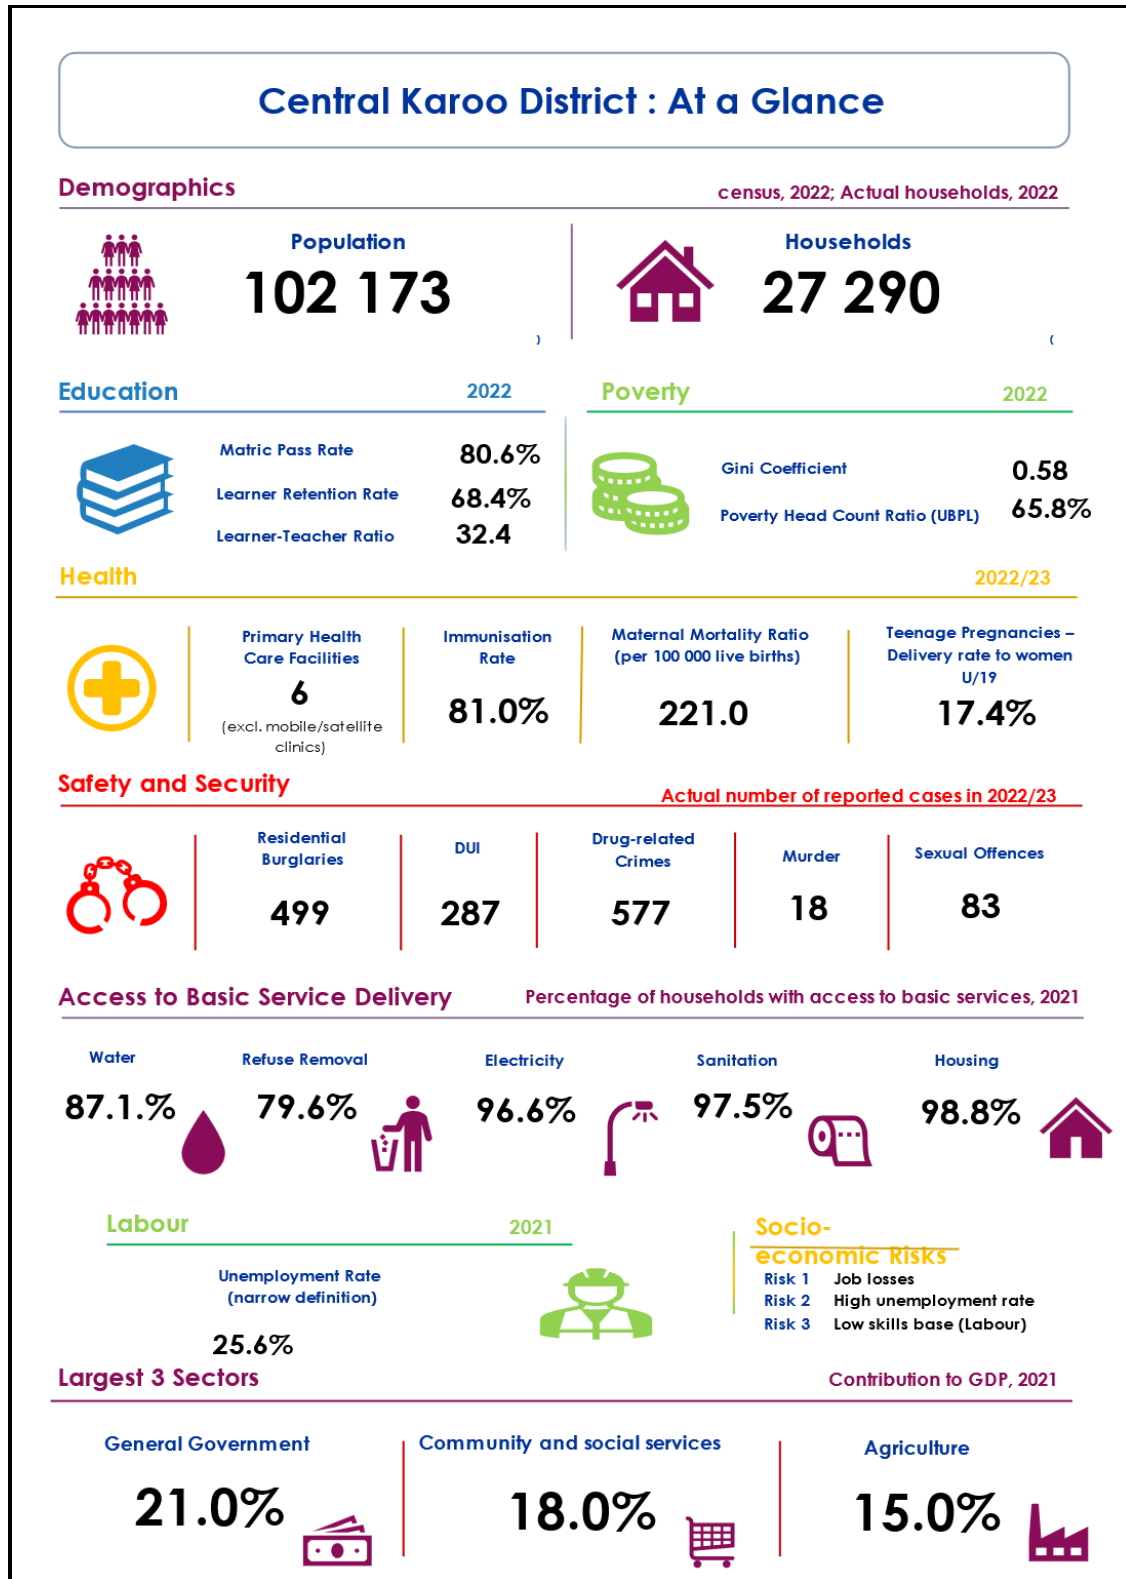 Central Karoo District : At a Glance
Demographics
census, 2022; Actual households, 2022
Population
102 173
)
Households
27 290
(
Education
2022
Matric Pass Rate
80.6%
Learner Retention Rate
68.4%
Learner-Teacher Ratio
32.4
Poverty
2022
Gini Coefficient
0.58
Poverty Head Count Ratio (UBPL)
65.8%
Health
2022/23
Primary Health
Care Facilities
6
(excl. mobile/satellite
clinics)
Immunisation
Rate
81.0%
Maternal Mortality Ratio
(per 100 000 live births)
221.0
Teenage Pregnancies –
Delivery rate to women
U/19
17.4%
Safety and Security
Actual number of reported cases in 2022/23
Residential
Burglaries
499
DUI
287
Drug-related
Crimes
577
Murder
18
Sexual Offences
83
Access to Basic Service Delivery
Percentage of households with access to basic services, 2021
Water
87.1.%
Refuse Removal
79.6%
Electricity
96.6%
Sanitation
97.5%
Housing
98.8%
Labour
2021
Unemployment Rate
(narrow definition)
25.6%
Socio-
economic Risks
Risk 1 Job losses
Risk 2 High unemployment rate
Risk 3 Low skills base (Labour)
Largest 3 Sectors
Contribution to GDP, 2021
General Government
21.0%
Community and social services
18.0%
Agriculture
15.0%